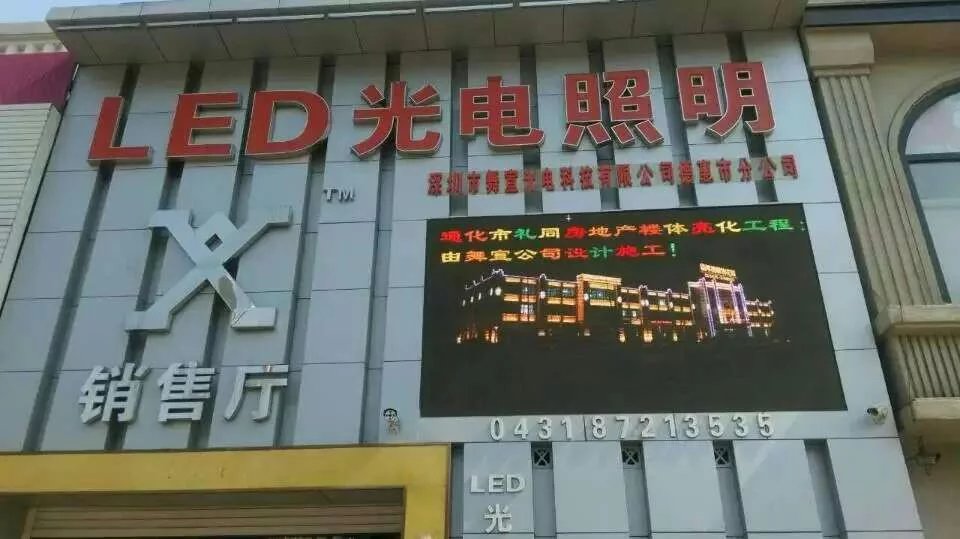 LED光电照明
TM
深圳市舞宣光电科技有限公司德惠市分公司
通化市礼同房地产楼体亮化工程:
由舞宣公司设计施工!
销售厅
0431 87213535
LED
光